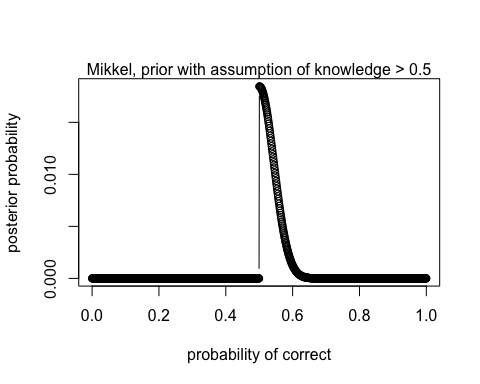 Mikkel, prior with assumption of knowledge > 0.5
posterior probability
0.010
0.000
0.0 0.2 0.4 0.6 0.8 1.0
probability of correct